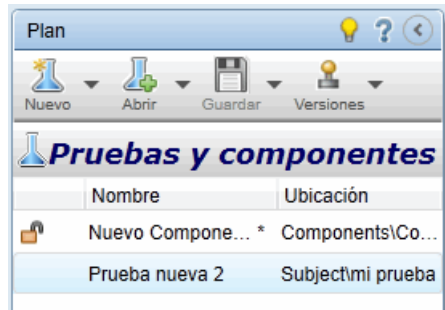 Plan
Nuevo Abrir Guardar Versiones
Pruebas y componentes
Nombre Ubicación
Nuevo Compone... * Components\Co...
Prueba nueva 2 Subject\mi prueba